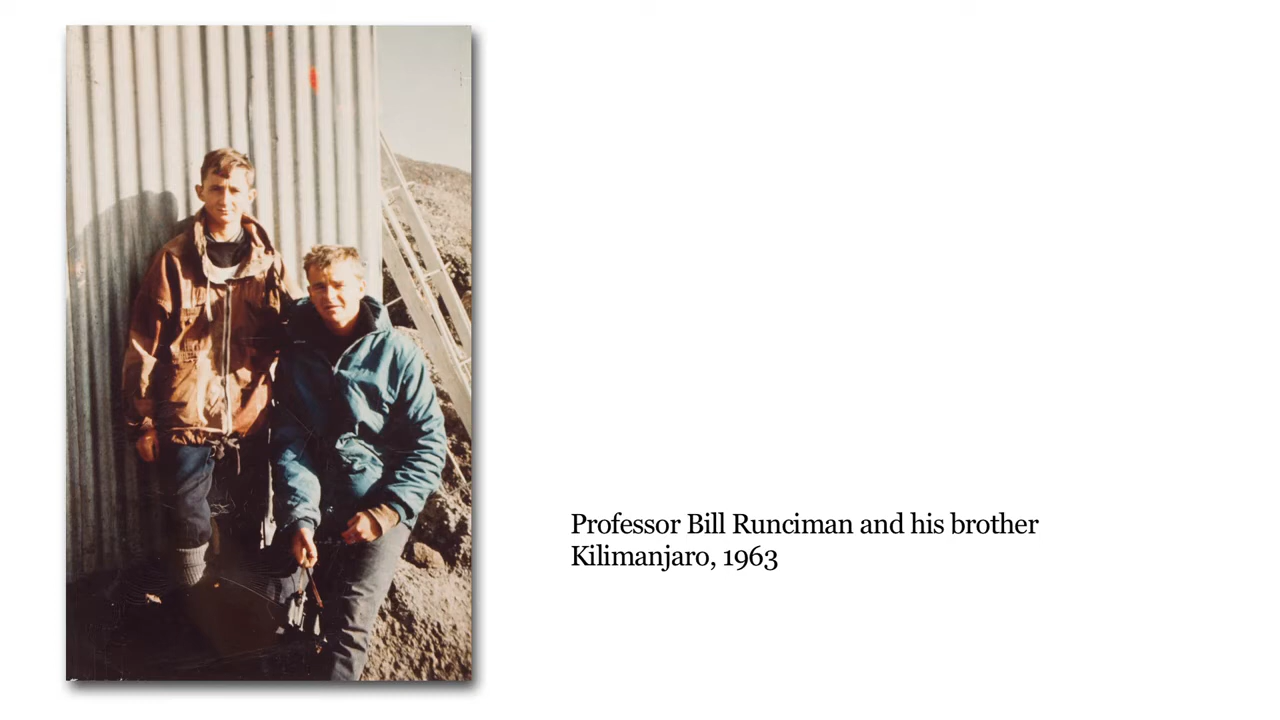 Professor Bill Runciman and his brother
Kilimanjaro, 1963